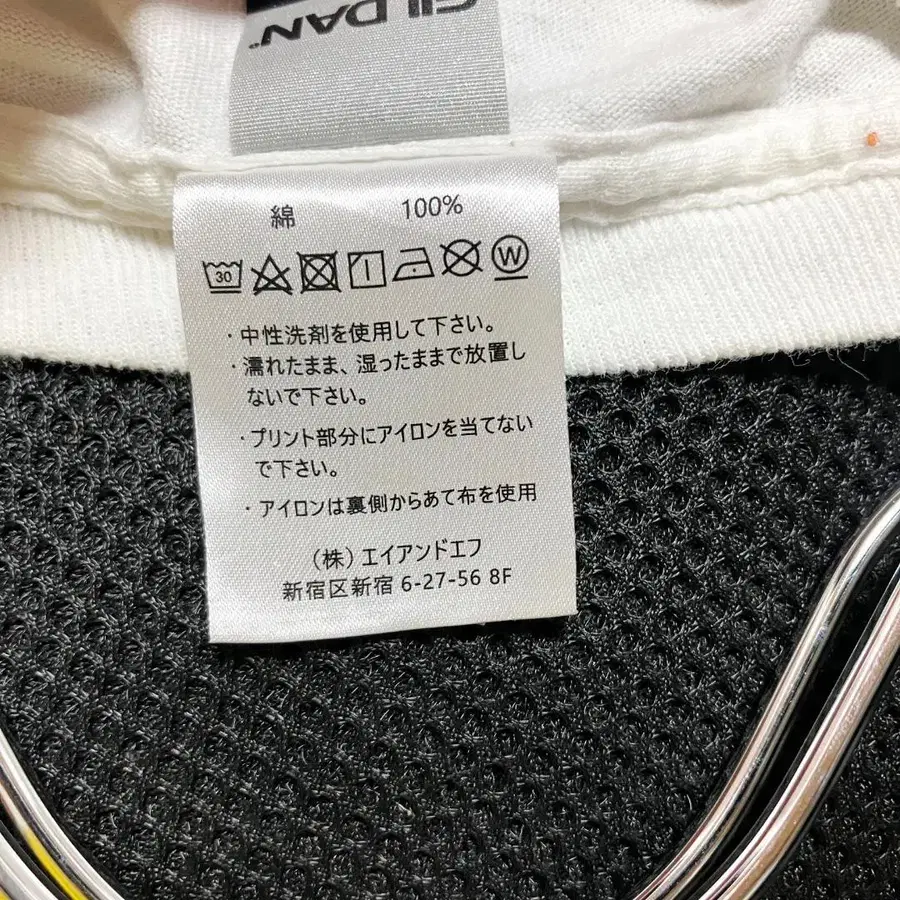 GILDAN
綿 100%
30 W
・中性洗剤を使用して下さい。
・濡れたまま、湿ったままで放置し
ないで下さい。
・プリント部分にアイロンを当てない
で下さい。
・アイロンは裏側からあて布を使用
（株）エイアンドエフ
新宿区新宿 6-27-56 8F